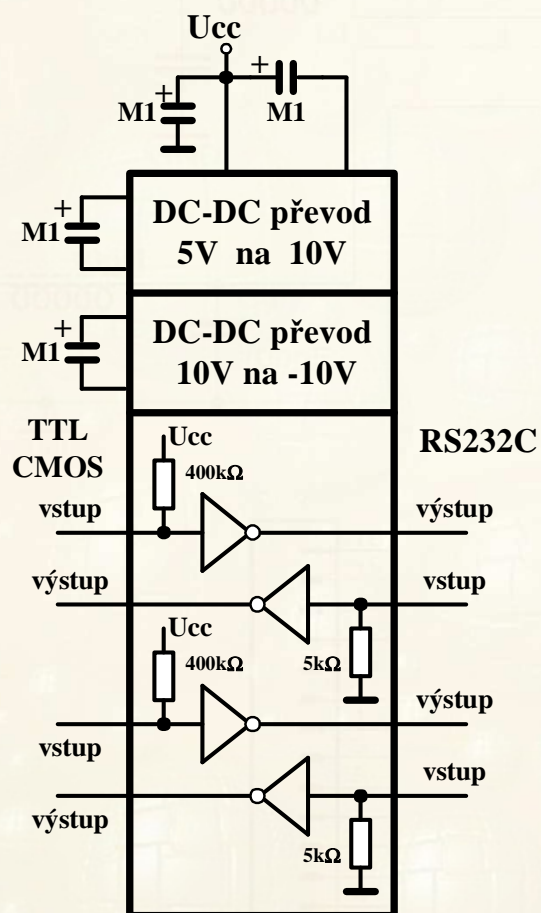 Ucc
+
M1
+
M1
+
M1
DC-DC převod
5V na 10V
+
M1
DC-DC převod
10V na -10V
TTL
CMOS
RS232C
Ucc
400kΩ
vstup
výstup
výstup
vstup
Ucc
400kΩ
5kΩ
vstup
výstup
výstup
vstup
5kΩ